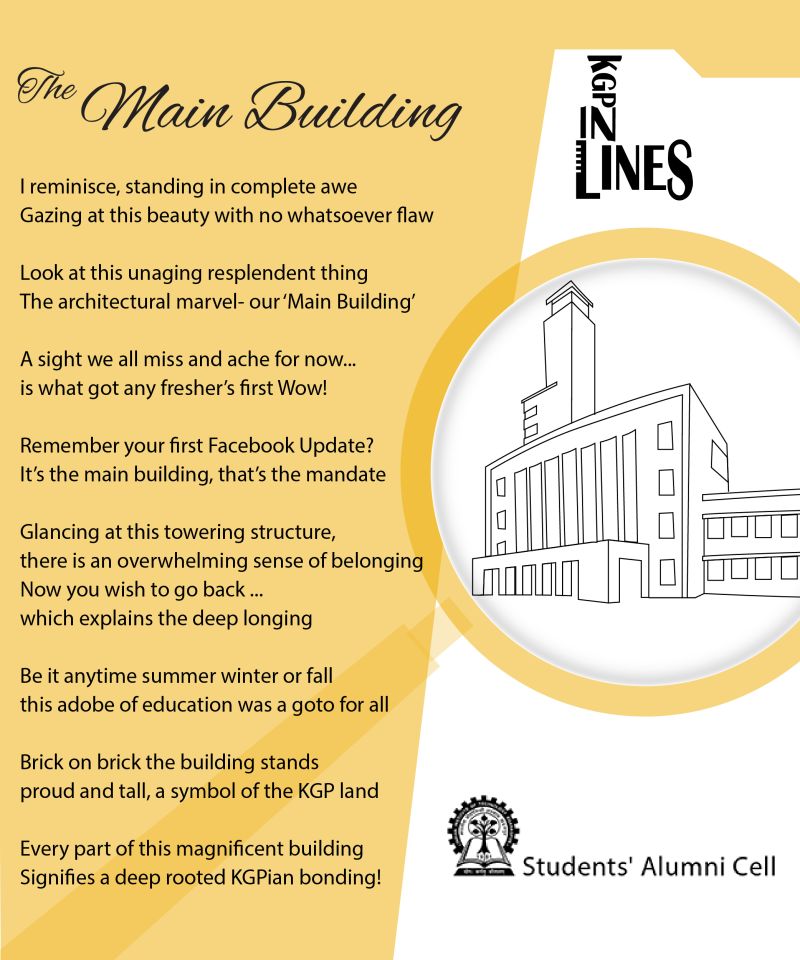 The Main Building
KGP
IN
LINES
I reminisce, standing in complete awe
Gazing at this beauty with no whatsoever flaw
Look at this unaging resplendent thing
The architectural marvel- our ‘Main Building’
A sight we all miss and ache for now...
is what got any fresher’s first Wow!
Remember your first Facebook Update?
It’s the main building, that’s the mandate
Glancing at this towering structure,
there is an overwhelming sense of belonging
Now you wish to go back ...
which explains the deep longing
Be it anytime summer winter or fall
this adobe of education was a goto for all
Brick on brick the building stands
proud and tall, a symbol of the KGP land
Every part of this magnificent building
Signifies a deep rooted KGPian bonding!
1951
Students' Alumni Cell